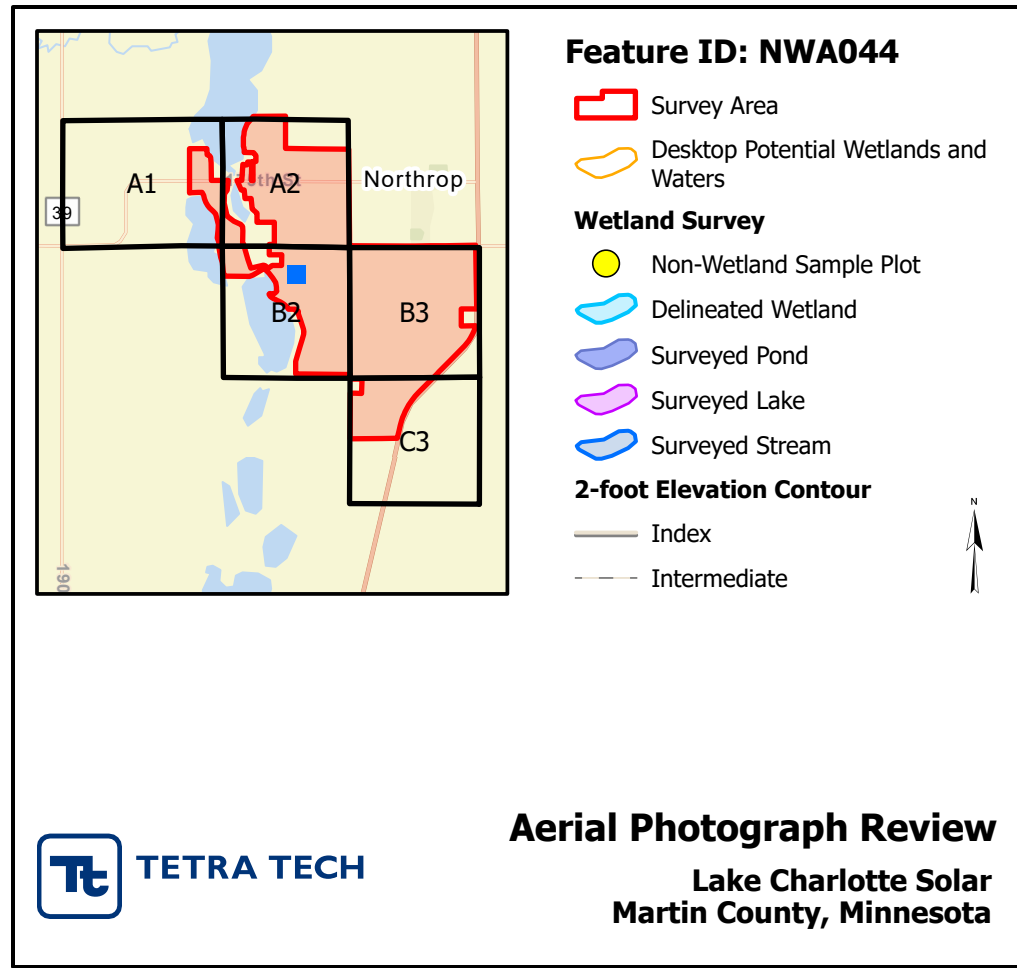 Feature ID: NWA044
Survey Area
Desktop Potential Wetlands and
Waters
Wetland Survey
Non-Wetland Sample Plot
Delineated Wetland
Surveyed Pond
Surveyed Lake
Surveyed Stream
2-foot Elevation Contour
Index
Intermediate
N
A1
A2
Northrop
39
B2
B3
C3
190
Tt
TETRA TECH
Aerial Photograph Review
Lake Charlotte Solar
Martin County, Minnesota